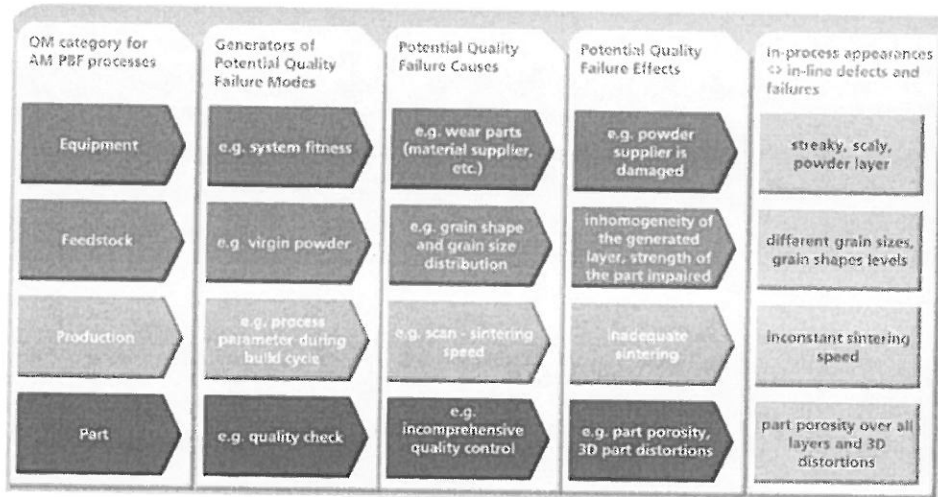 QM category for
AM PBF processes
Generators of
Potential Quality
Failure Modes
Potential Quality
Failure Causes
Potential Quality
Failure Effects
in-process appearances
<> in-line defects and
failures
Equipment
e.g. system fitness
e.g. wear parts
(material supplier,
etc.)
e.g. powder
supplier is
damaged
streaky, scaly,
powder layer
Feedstock
e.g. virgin powder
e.g. grain shape
and grain size
distribution
inhomogeneity of
the generated
layer, strength of
the part impaired
different grain sizes,
grain shapes levels
Production
e.g. process
parameter during
build cycle
e.g. scan - sintering
speed
inadequate
sintering
inconstant sintering
speed
Part
e.g. quality check
e.g.
incomprehensive
quality control
e.g. part porosity,
3D part distortions
part porosity over all
layers and 3D
distortions